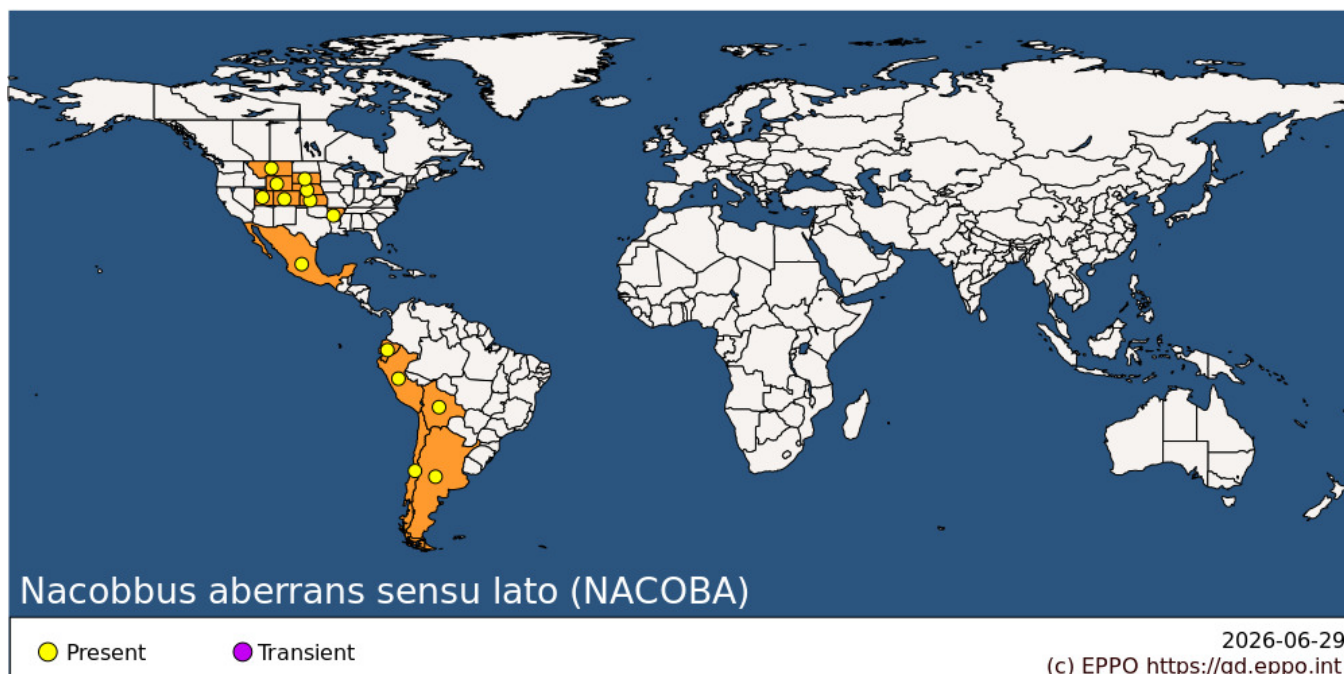 Nacobbus aberrans sensu lato (NACOBA)
Present
Transient
2026-06-29
(c) EPPO https://gd.eppo.int